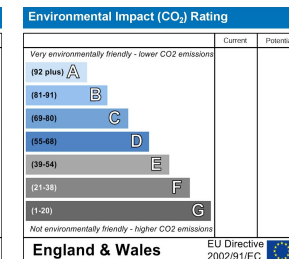 Environmental Impact (CO₂) Rating
Current Potentia
Very environmentally friendly - lower CO2 emissions
(92 plus) A
(81-91) B
(69-80) C
(55-68) D
(39-54) E
(21-38) F
(1-20) G
Not environmentally friendly - higher CO2 emissions
England & Wales
EU Directive
2002/91/EC